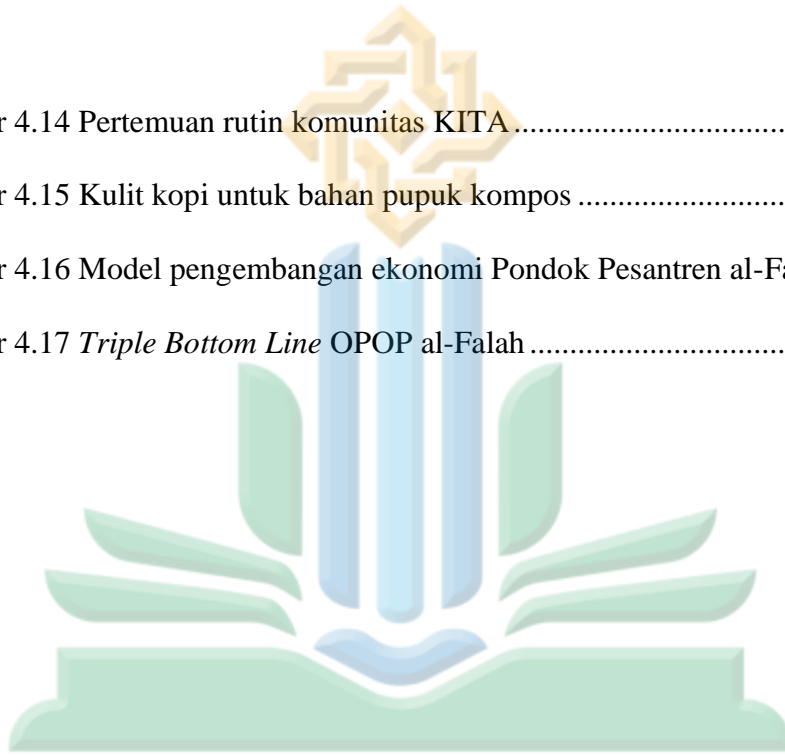 r 4.14 Pertemuan rutin komunitas KITA ....................................
r 4.15 Kulit kopi untuk bahan pupuk kompos ...........................
r 4.16 Model pengembangan ekonomi Pondok Pesantren al-Fa
r 4.17 Triple Bottom Line OPOP al-Falah .................................